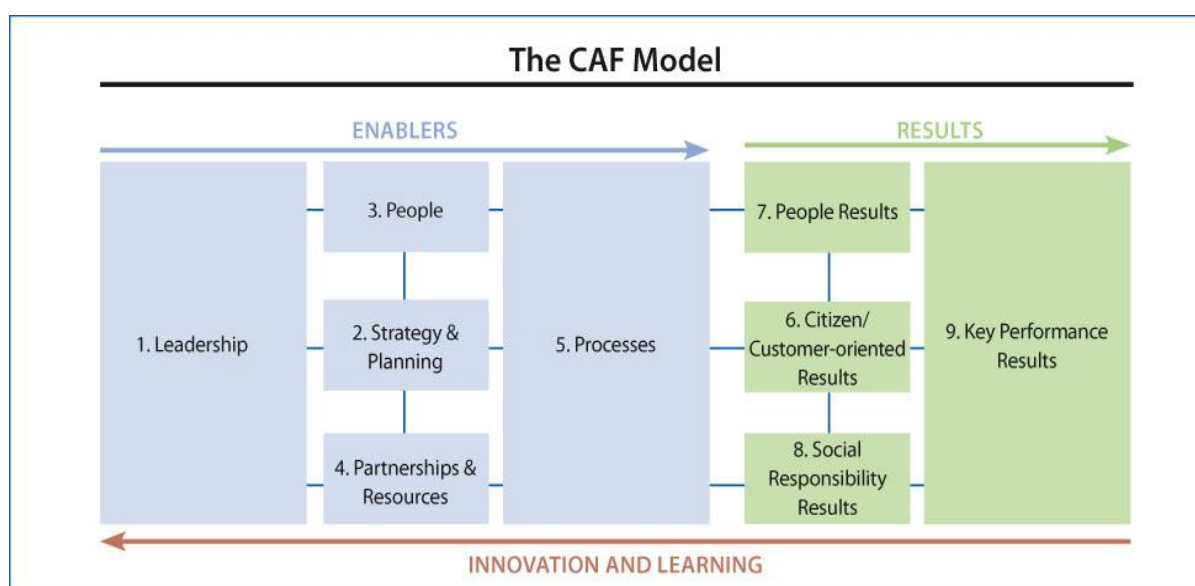 The CAF Model
ENABLERS
RESULTS
1. Leadership
3. People
2. Strategy &
Planning
4. Partnerships &
Resources
5. Processes
7. People Results
6. Citizen/
Customer-oriented
Results
8. Social
Responsibility
Results
9. Key Performance
Results
INNOVATION AND LEARNING